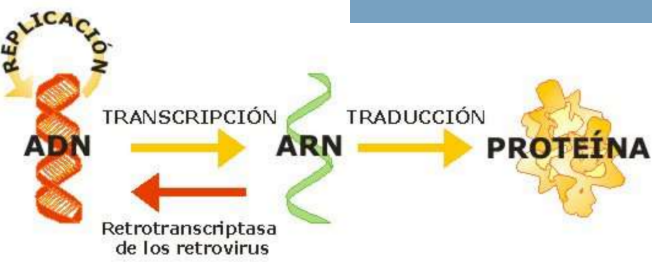 REPLICACIÓN
TRANSCRIPCIÓN
TRADUCCIÓN
ADN
ARN
PROTEÍNA
Retrotranscriptasa
de los retrovirus